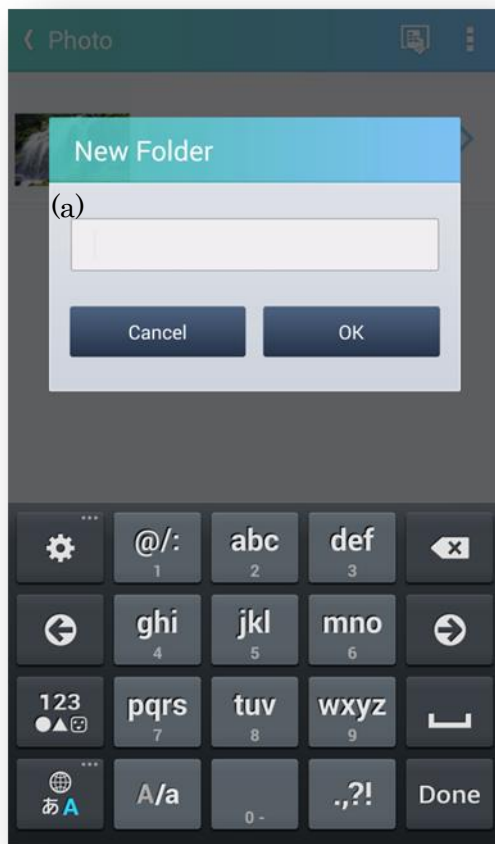 Photo
New Folder
(a)
Cancel OK
@/: abc def
1 2 3
ghi jkl mno
4 5 6
123 pqrs tuv wxyz
7 8 9
あA A/a .,?! Done
0 -